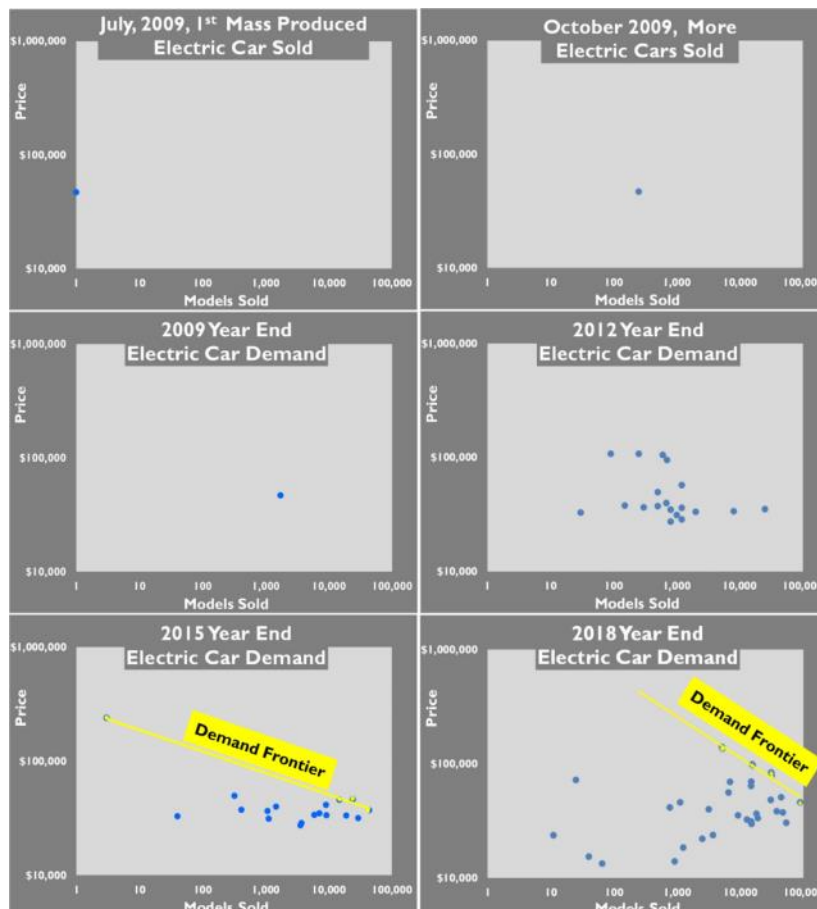 July, 2009, 1st Mass Produced
Electric Car Sold
$1,000,000
$100,000
$10,000
Price
1 10 100 1,000 10,000 100,000
Models Sold
October 2009, More
Electric Cars Sold
$1,000,000
$100,000
$10,000
Price
1 10 100 1,000 10,000 100,000
Models Sold
2009 Year End
Electric Car Demand
$1,000,000
$100,000
$10,000
Price
1 10 100 1,000 10,000 100,000
Models Sold
2012 Year End
Electric Car Demand
$1,000,000
$100,000
$10,000
Price
1 10 100 1,000 10,000 100,000
Models Sold
2015 Year End
Electric Car Demand
$1,000,000
$100,000
$10,000
Price
Demand Frontier
1 10 100 1,000 10,000 100,000
Models Sold
2018 Year End
Electric Car Demand
$1,000,000
$100,000
$10,000
Price
Demand Frontier
1 10 100 1,000 10,000 100,000
Models Sold